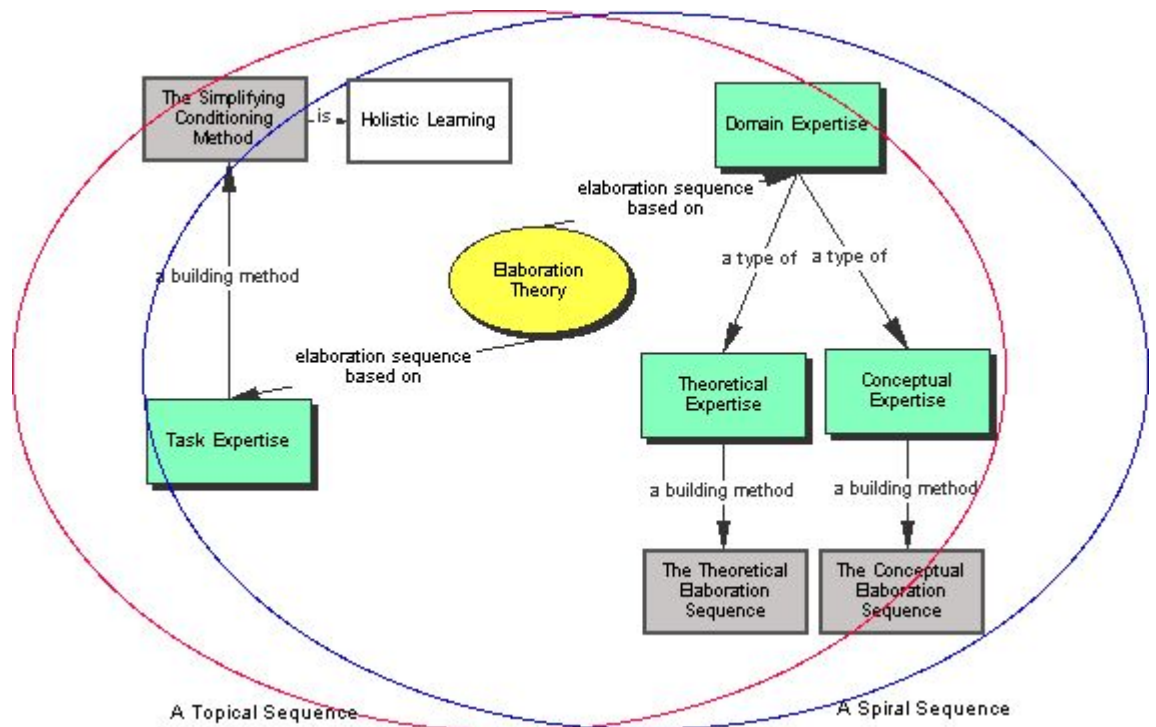 The Simplifying
Conditioning
Method
is
Holistic Learning
Domain Expertise
elaboration sequence
based on
a type of
a type of
Elaboration
Theory
a building method
elaboration sequence
based on
Task Expertise
Theoretical
Expertise
Conceptual
Expertise
a building method
a building method
The Theoretical
Elaboration
Sequence
The Conceptual
Elaboration
Sequence
A Topical Sequence
A Spiral Sequence